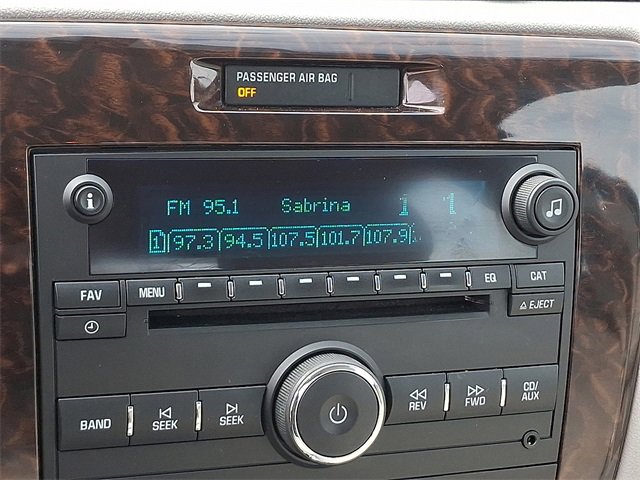 PASSENGER AIR BAG
OFF
FM 95.1 Sabrina
1 97.3 94.5 107.5 101.7 107.9
FAV MENU EQ CAT
EJECT
BAND SEEK SEEK REV FWD CD/
AUX